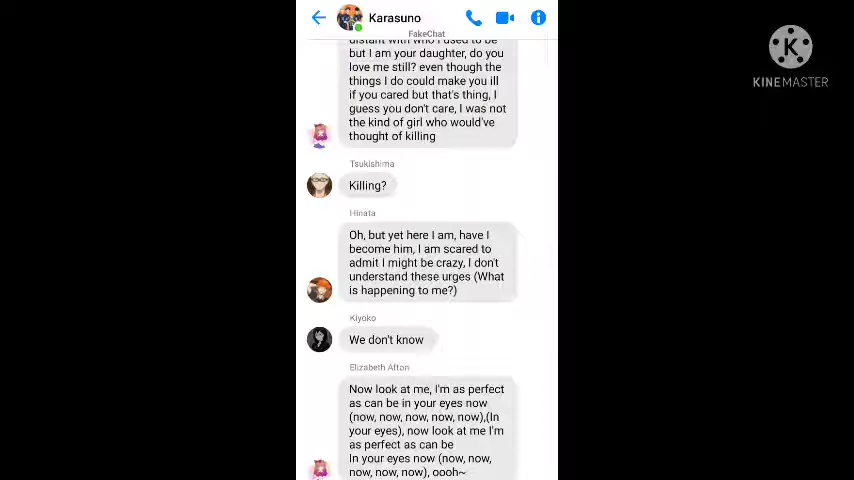 Karasuno
FakeChat
distant with who I used to be
but I am your daughter, do you
love me still? even though the
things I do could make you ill
if you cared but that's thing, I
guess you don't care, I was not
the kind of girl who would've
thought of killing
Tsukishima
Killing?
Hinata
Oh, but yet here I am, have I
become him, I am scared to
admit I might be crazy, I don't
understand these urges (What
is happening to me?)
Kiyoko
We don't know
Elizabeth Afton
Now look at me, I'm as perfect
as can be in your eyes now
(now, now, now, now, now),(In
your eyes), now look at me I'm
as perfect as can be
In your eyes now (now, now,
now, now, now), oooh~
K
KINEMASTER